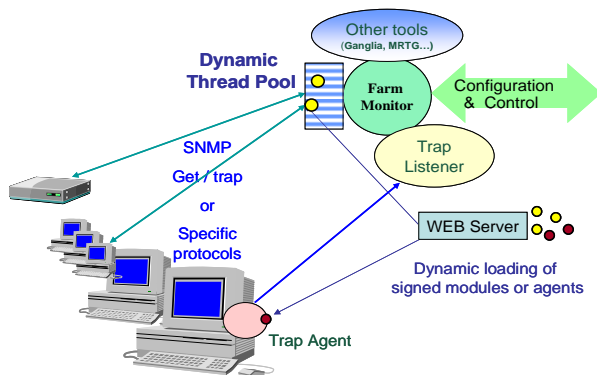 Other tools
(Ganglia, MRTG…)
Dynamic
Thread Pool
Farm
Monitor
Configuration
& Control
Trap
Listener
SNMP
Get / trap
or
Specific
protocols
WEB Server
Dynamic loading of
signed modules or agents
Trap Agent